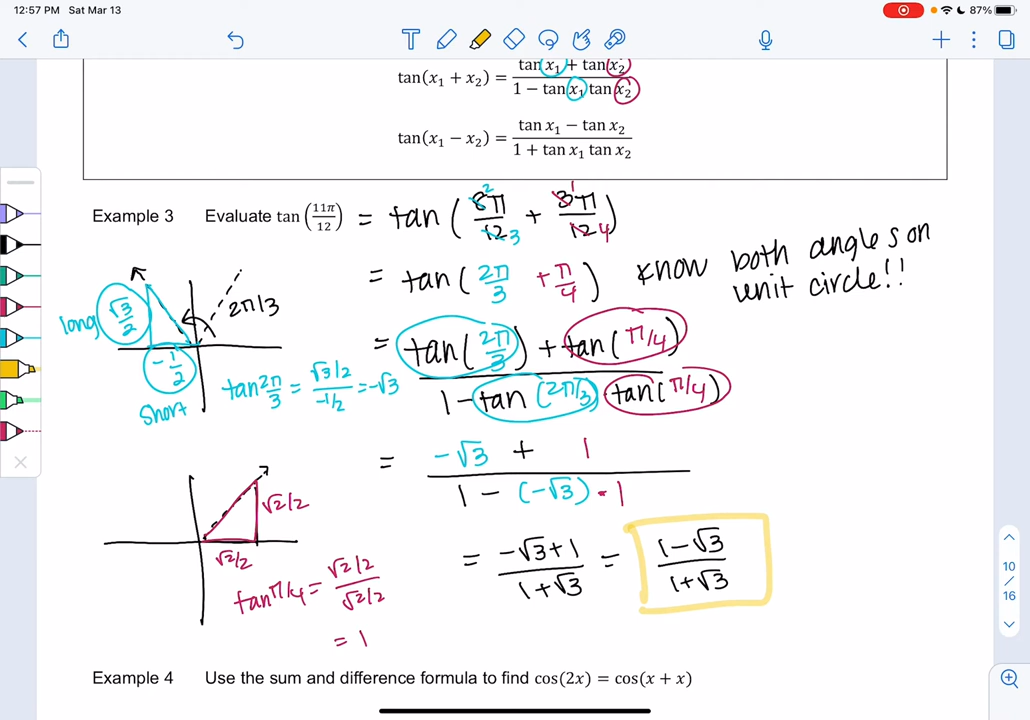 12:57 PM Sat Mar 13 87%
T
tan(x₁ + x₂) = (tan x₁ + tan x₂) / (1 − tan x₁ tan x₂)
tan(x₁ − x₂) = (tan x₁ − tan x₂) / (1 + tan x₁ tan x₂)
Example 3 Evaluate tan (11π/12) = tan ( 8π/12 + 3π/12 )
2 3 1 4
= tan ( 2π/3 + π/4 ) know both angles on
unit circle!!
2π/3
long √3/2
-1/2
short
tan 2π/3 = (√3/2)/(-1/2) = -√3
= (tan(2π/3) + tan(π/4)) / (1 - tan(2π/3) · tan(π/4))
= (-√3 + 1) / (1 - (-√3) · 1)
√2/2
√2/2
tan π/4 = (√2/2)/(√2/2)
= 1
= (-√3+1)/(1+√3) = (1-√3)/(1+√3)
10
16
Example 4 Use the sum and difference formula to find cos(2x) = cos(x + x)